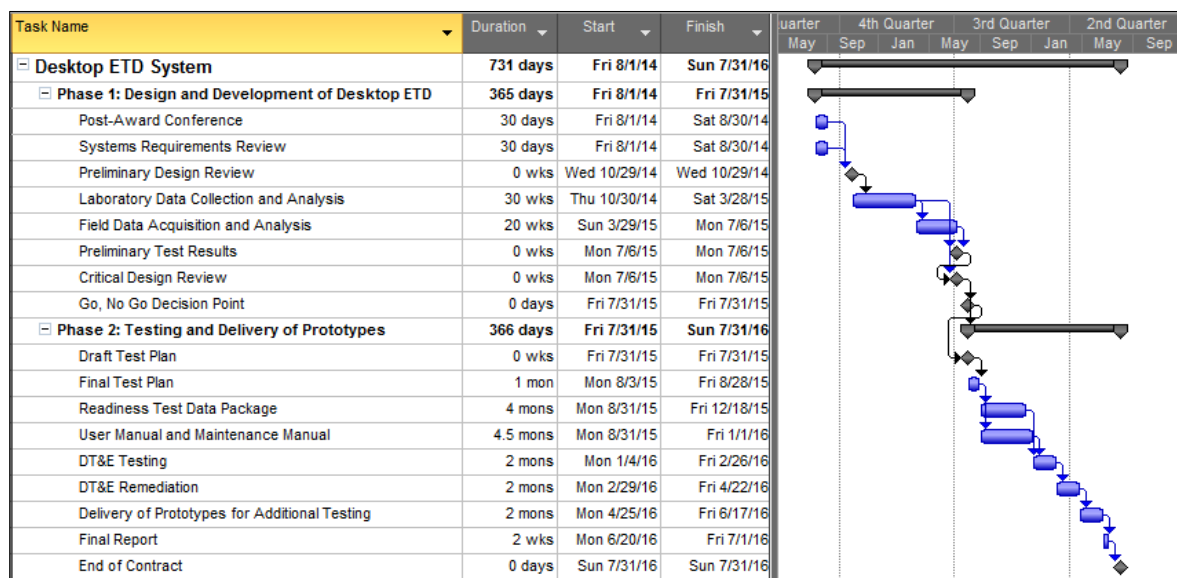 Task Name Duration Start Finish uarter 4th Quarter 3rd Quarter 2nd Quarter
May Sep Jan May Sep Jan May Sep
Desktop ETD System 731 days Fri 8/1/14 Sun 7/31/16
Phase 1: Design and Development of Desktop ETD 365 days Fri 8/1/14 Fri 7/31/15
Post-Award Conference 30 days Fri 8/1/14 Sat 8/30/14
Systems Requirements Review 30 days Fri 8/1/14 Sat 8/30/14
Preliminary Design Review 0 wks Wed 10/29/14 Wed 10/29/14
Laboratory Data Collection and Analysis 30 wks Thu 10/30/14 Sat 3/28/15
Field Data Acquisition and Analysis 20 wks Sun 3/29/15 Mon 7/6/15
Preliminary Test Results 0 wks Mon 7/6/15 Mon 7/6/15
Critical Design Review 0 wks Mon 7/6/15 Mon 7/6/15
Go, No Go Decision Point 0 days Fri 7/31/15 Fri 7/31/15
Phase 2: Testing and Delivery of Prototypes 366 days Fri 7/31/15 Sun 7/31/16
Draft Test Plan 0 wks Fri 7/31/15 Fri 7/31/15
Final Test Plan 1 mon Mon 8/3/15 Fri 8/28/15
Readiness Test Data Package 4 mons Mon 8/31/15 Fri 12/18/15
User Manual and Maintenance Manual 4.5 mons Mon 8/31/15 Fri 1/1/16
DT&E Testing 2 mons Mon 1/4/16 Fri 2/26/16
DT&E Remediation 2 mons Mon 2/29/16 Fri 4/22/16
Delivery of Prototypes for Additional Testing 2 mons Mon 4/25/16 Fri 6/17/16
Final Report 2 wks Mon 6/20/16 Fri 7/1/16
End of Contract 0 days Sun 7/31/16 Sun 7/31/16